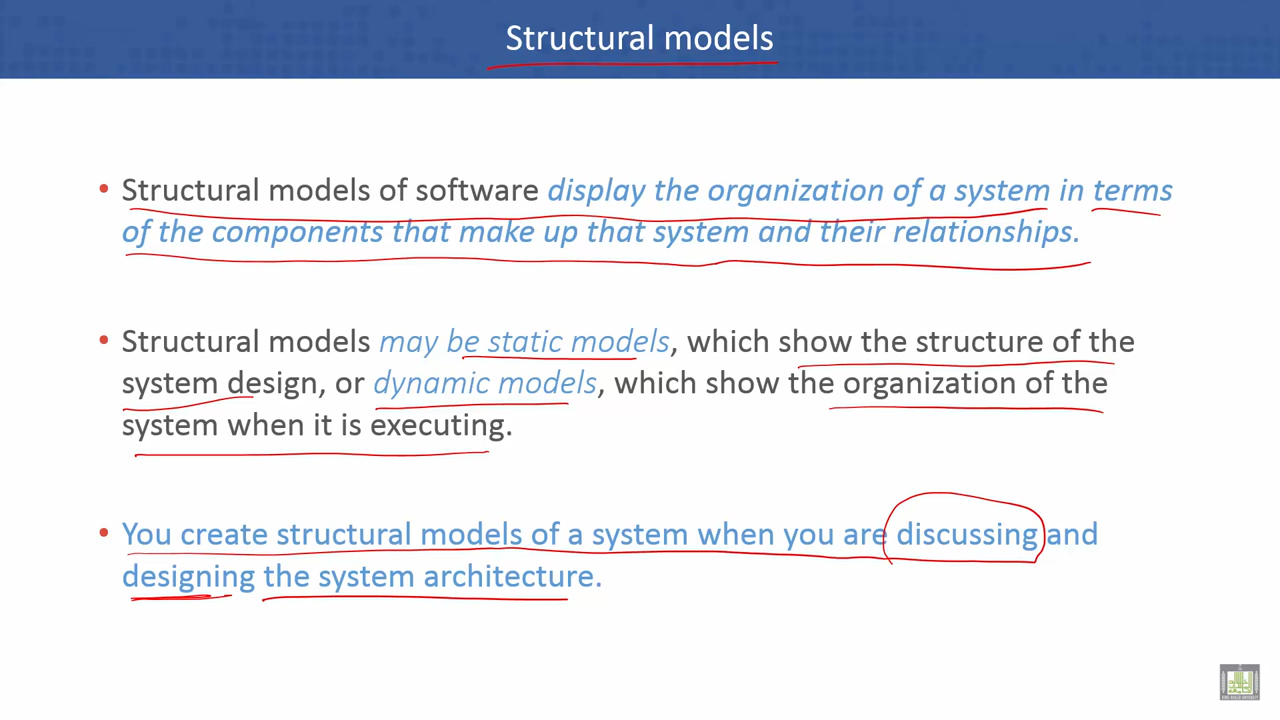 Structural models
• Structural models of software display the organization of a system in terms
of the components that make up that system and their relationships.
• Structural models may be static models, which show the structure of the
system design, or dynamic models, which show the organization of the
system when it is executing.
• You create structural models of a system when you are discussing and
designing the system architecture.